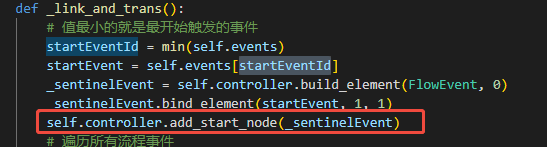 def _link_and_trans():
# 值最小的就是最开始触发的事件
startEventId = min(self.events)
startEvent = self.events[startEventId]
_sentinelEvent = self.controller.build_element(FlowEvent, 0)
_sentinelEvent.bind_element(startEvent, 1, 1)
self.controller.add_start_node(_sentinelEvent)
# 遍历所有流程事件